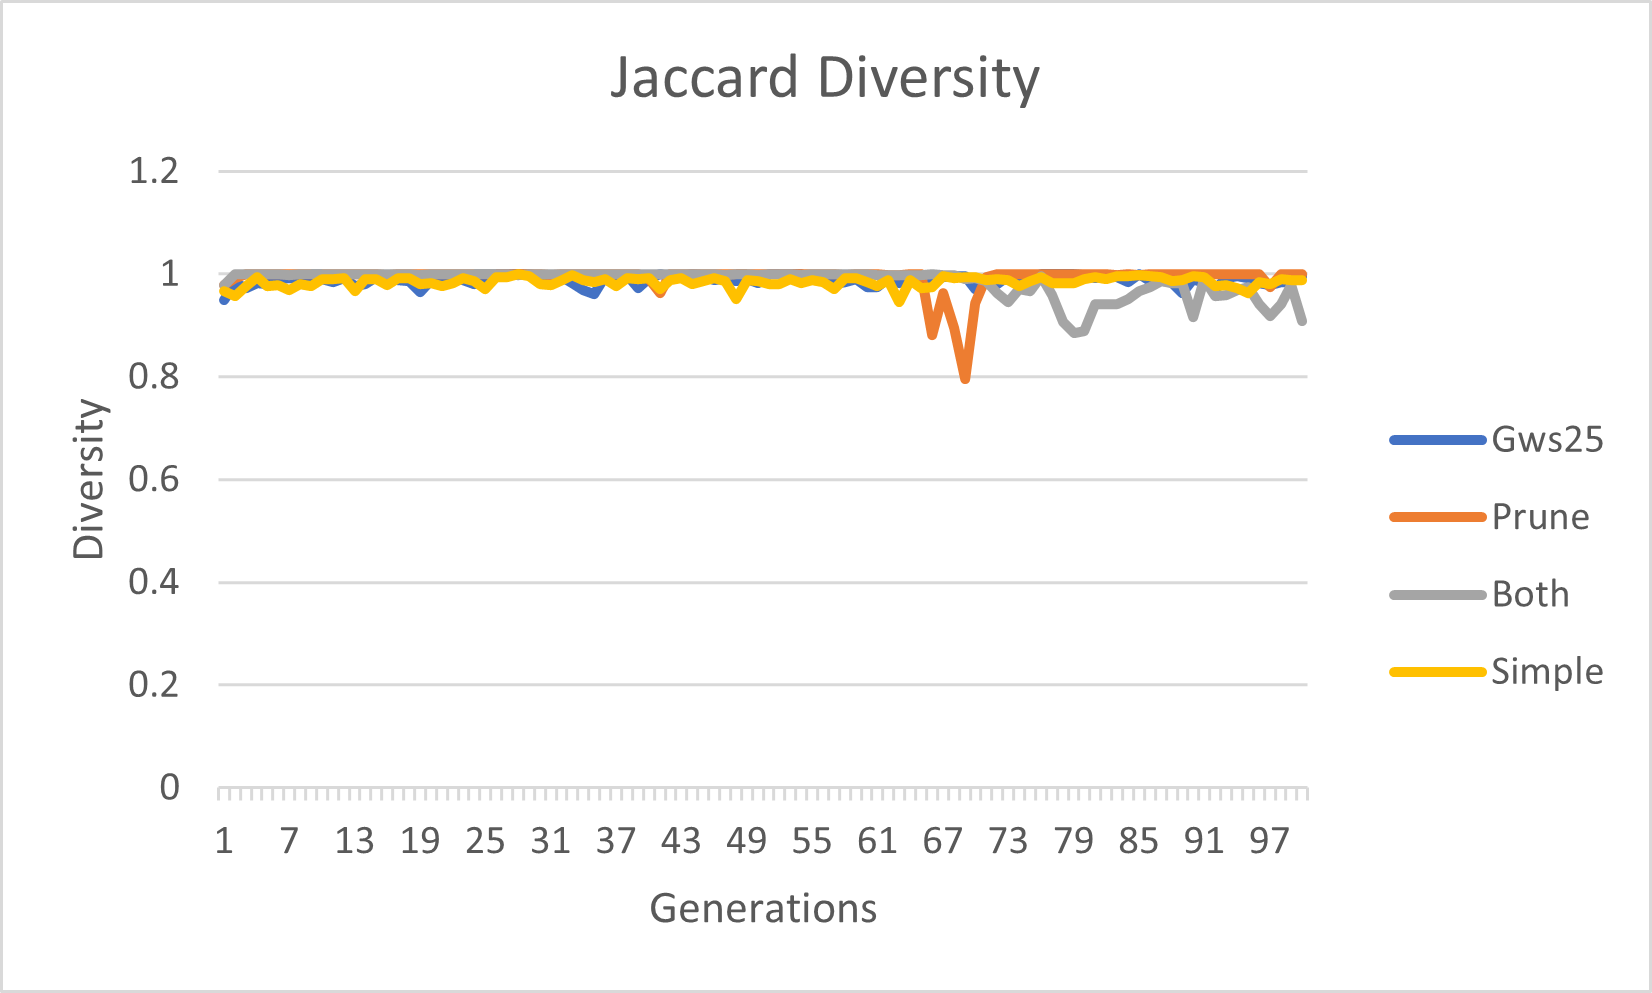 Jaccard Diversity
1.2
1
0.8
0.6
0.4
0.2
0
Diversity
1 7 13 19 25 31 37 43 49 55 61 67 73 79 85 91 97
Generations
Gws25
Prune
Both
Simple